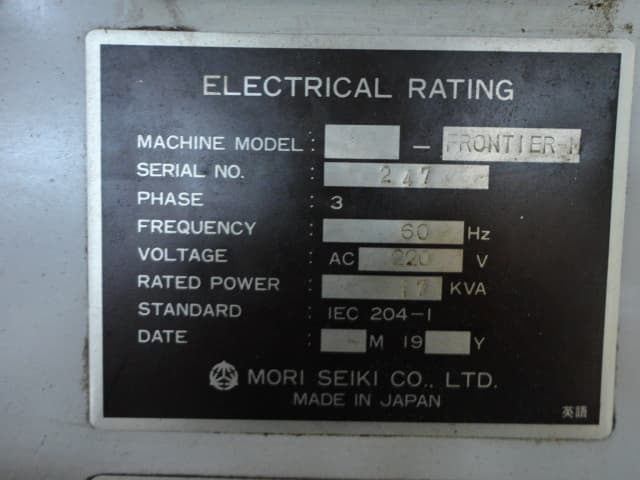 ELECTRICAL RATING
MACHINE MODEL : - FRONTIER-M
SERIAL NO. : 247
PHASE : 3
FREQUENCY : 60 Hz
VOLTAGE : AC 220 V
RATED POWER : 17 KVA
STANDARD : IEC 204-1
DATE : M 19 Y
MORI SEIKI CO., LTD.
MADE IN JAPAN
英語